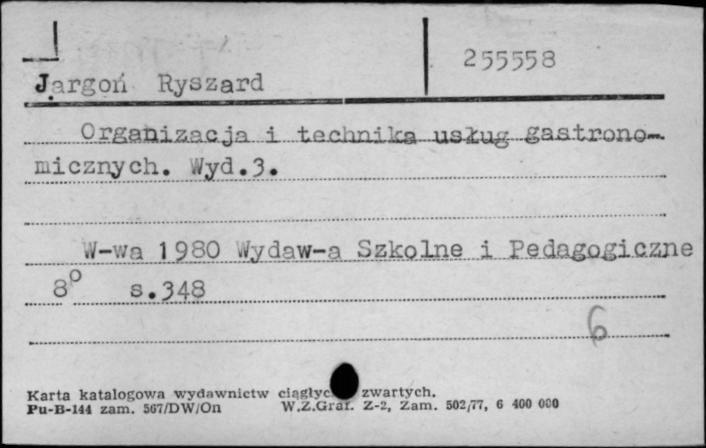 255558
Jargoń Ryszard
Organizacja i technika usług gastrono-
micznych. Wyd.3.
W-wa 1980 Wydaw-a Szkolne i Pedagogiczne
8° s.348
6
Karta katalogowa wydawnictw ciągłyc zwartych.
Pu-B-144 zam. 567/DW/On W.Z.Graf. Z-2, Zam. 502/77, 6 400 000